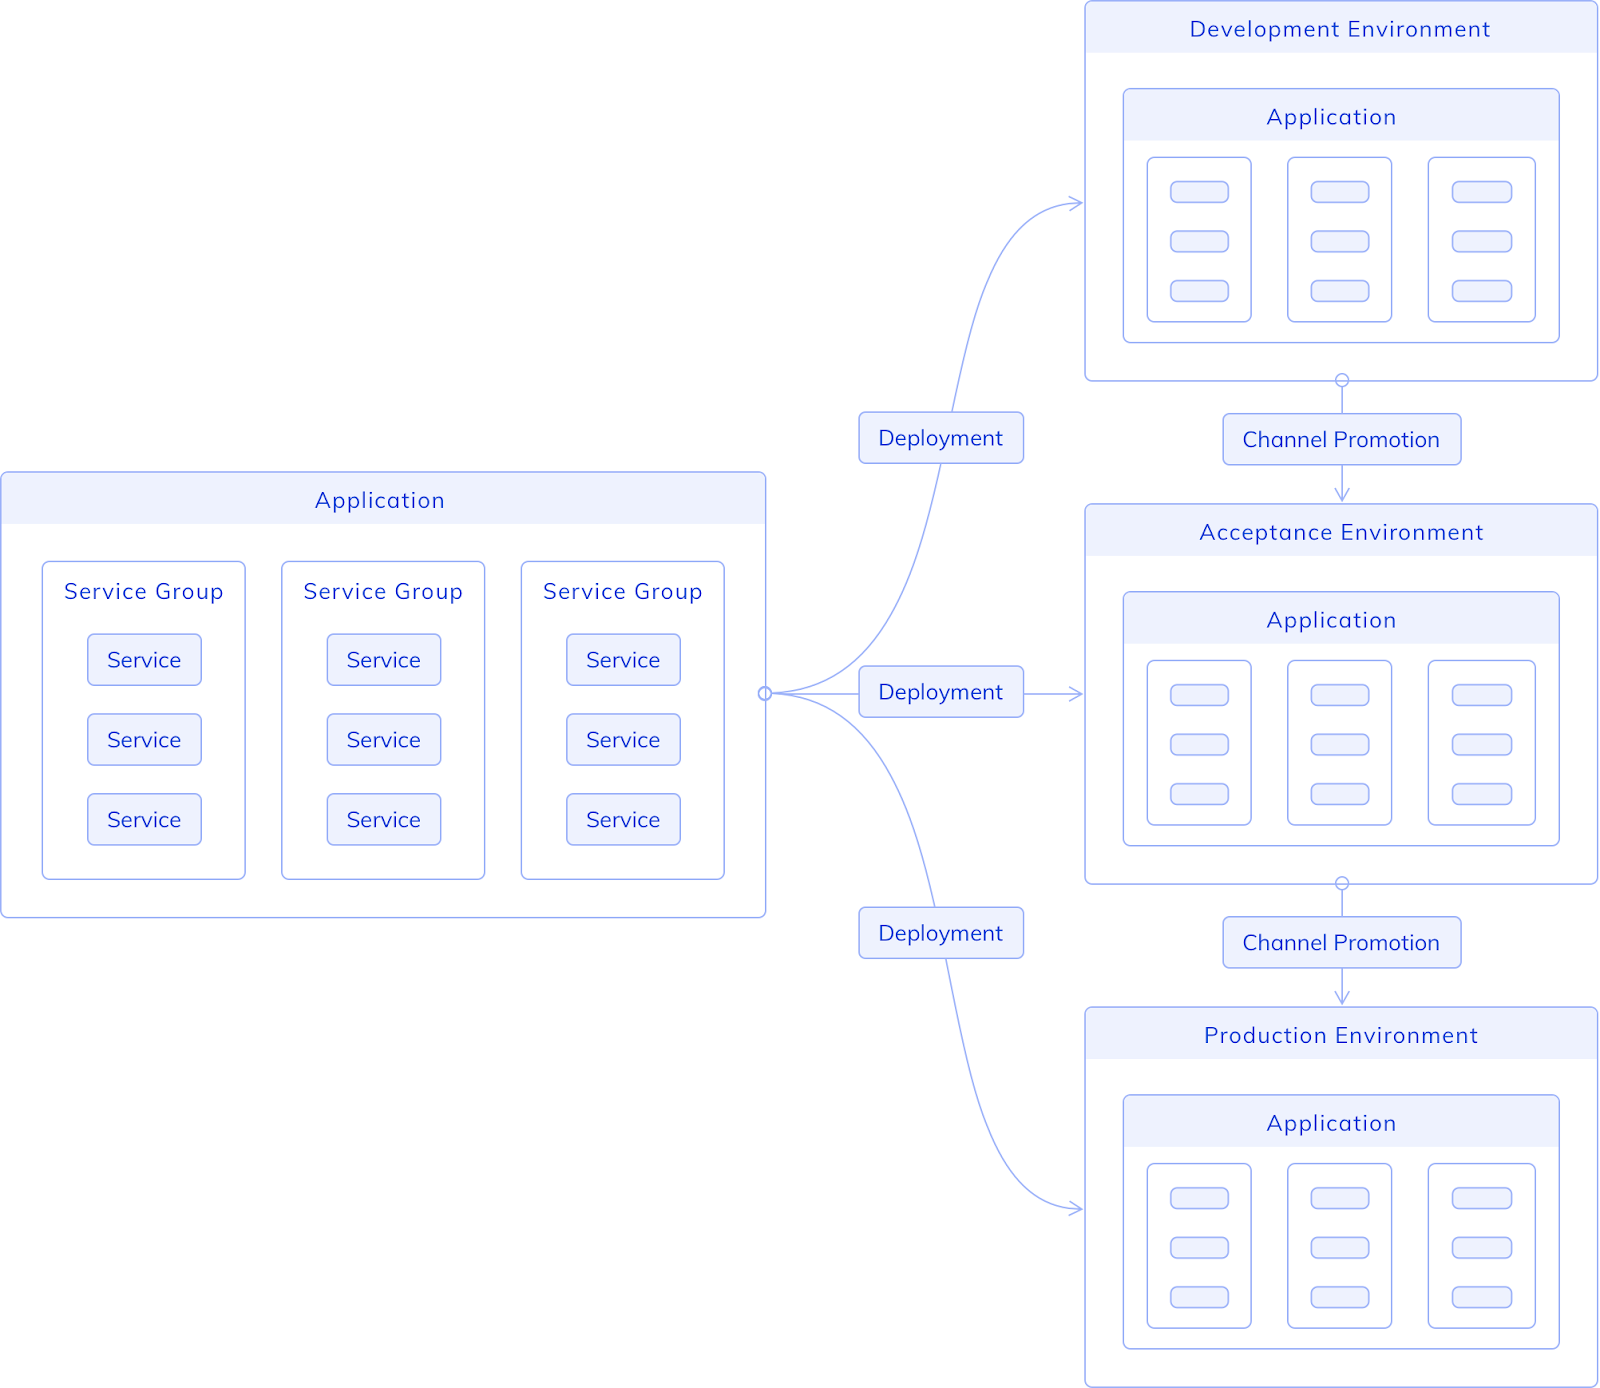 Development Environment
Application
Deployment
Channel Promotion
Application
Service Group
Service
Service
Service
Service Group
Service
Service
Service
Service Group
Service
Service
Service
Deployment
Acceptance Environment
Application
Deployment
Channel Promotion
Production Environment
Application